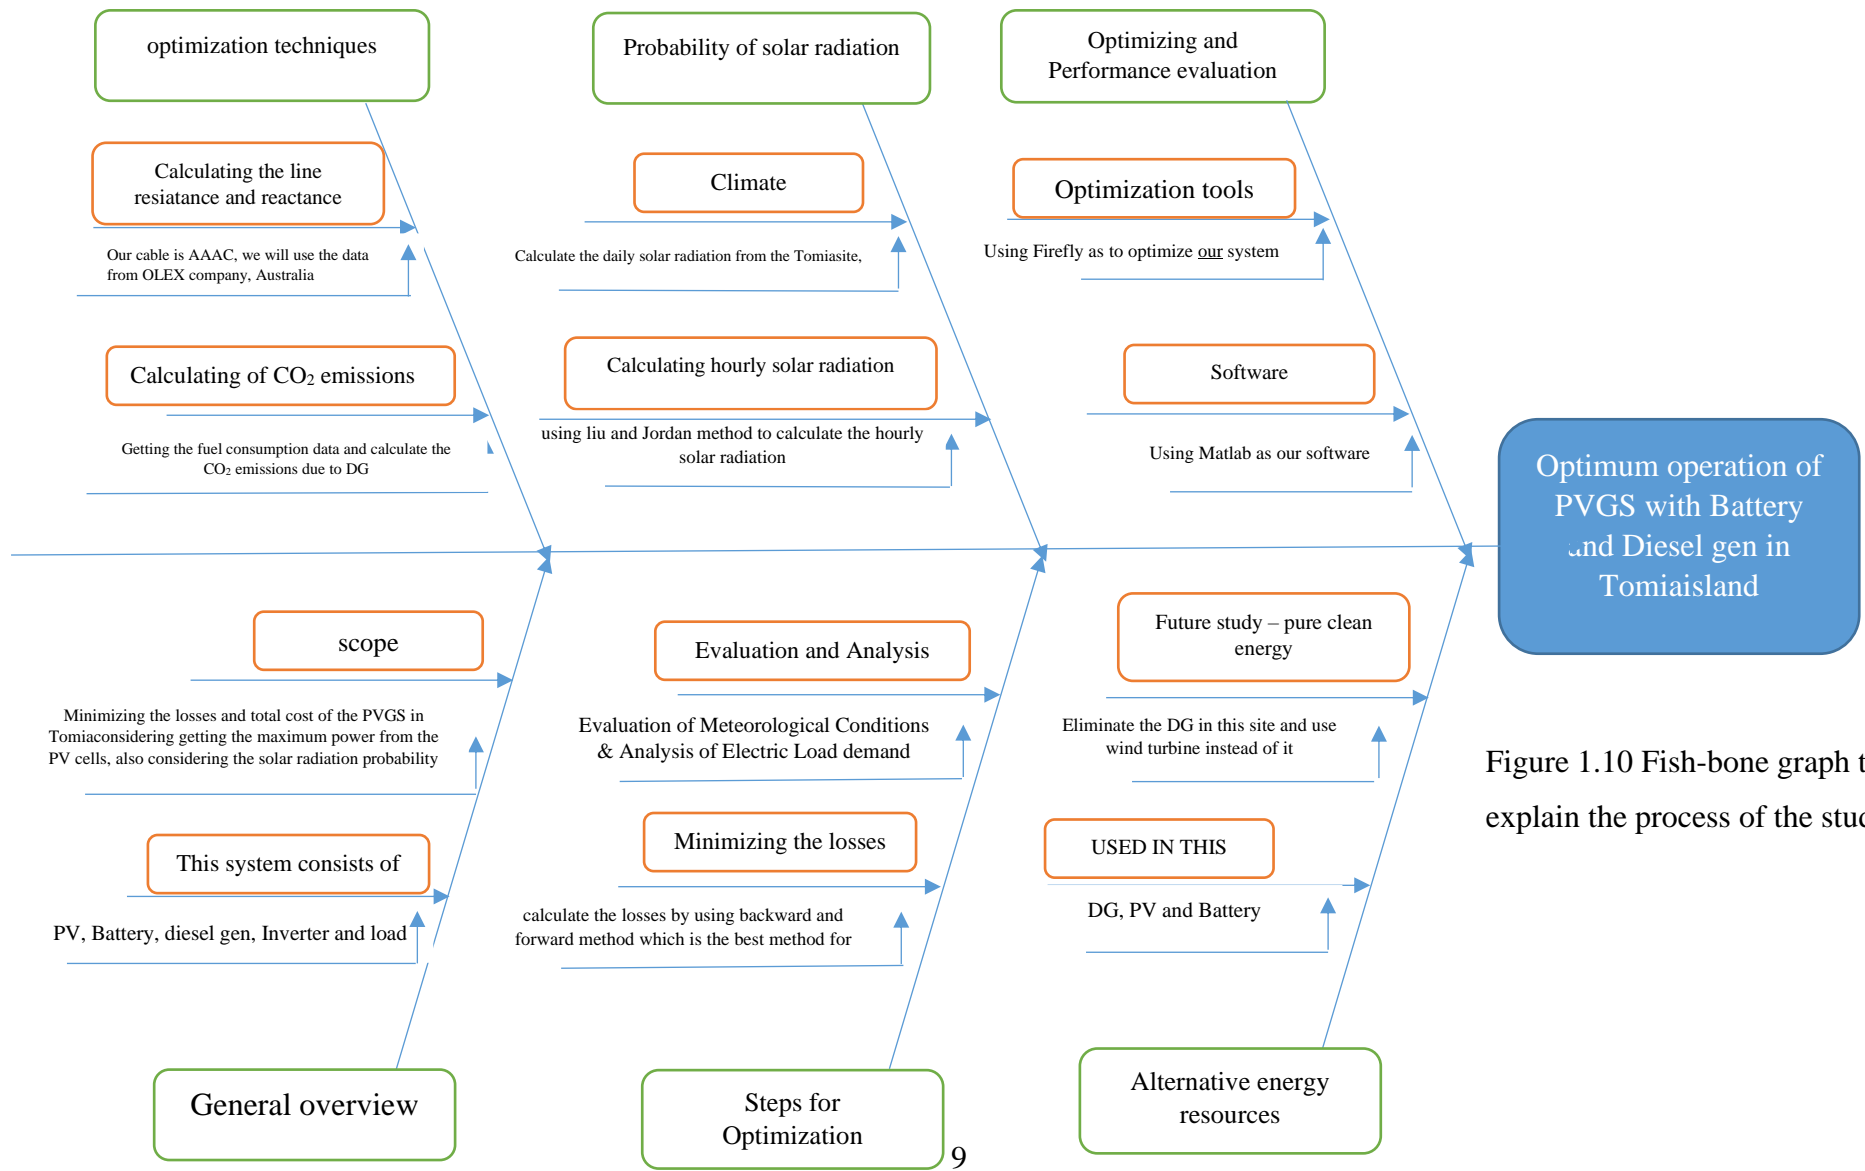 optimization techniques
Calculating the line
resiatance and reactance
Our cable is AAAC, we will use the data
from OLEX company, Australia
Calculating of CO₂ emissions
Getting the fuel consumption data and calculate the
CO₂ emissions due to DG
Probability of solar radiation
Climate
Calculate the daily solar radiation from the Tomiasite,
Calculating hourly solar radiation
using liu and Jordan method to calculate the hourly
solar radiation
Optimizing and
Performance evaluation
Optimization tools
Using Firefly as to optimize our system
Software
Using Matlab as our software
Optimum operation of
PVGS with Battery
and Diesel gen in
Tomiaisland
scope
Minimizing the losses and total cost of the PVGS in
Tomiaconsidering getting the maximum power from the
PV cells, also considering the solar radiation probability
This system consists of
PV, Battery, diesel gen, Inverter and load
General overview
Evaluation and Analysis
Evaluation of Meteorological Conditions
& Analysis of Electric Load demand
Minimizing the losses
calculate the losses by using backward and
forward method which is the best method for
Steps for
Optimization
Future study – pure clean
energy
Eliminate the DG in this site and use
wind turbine instead of it
USED IN THIS
DG, PV and Battery
Alternative energy
resources
Figure 1.10 Fish-bone graph t
explain the process of the stu
9